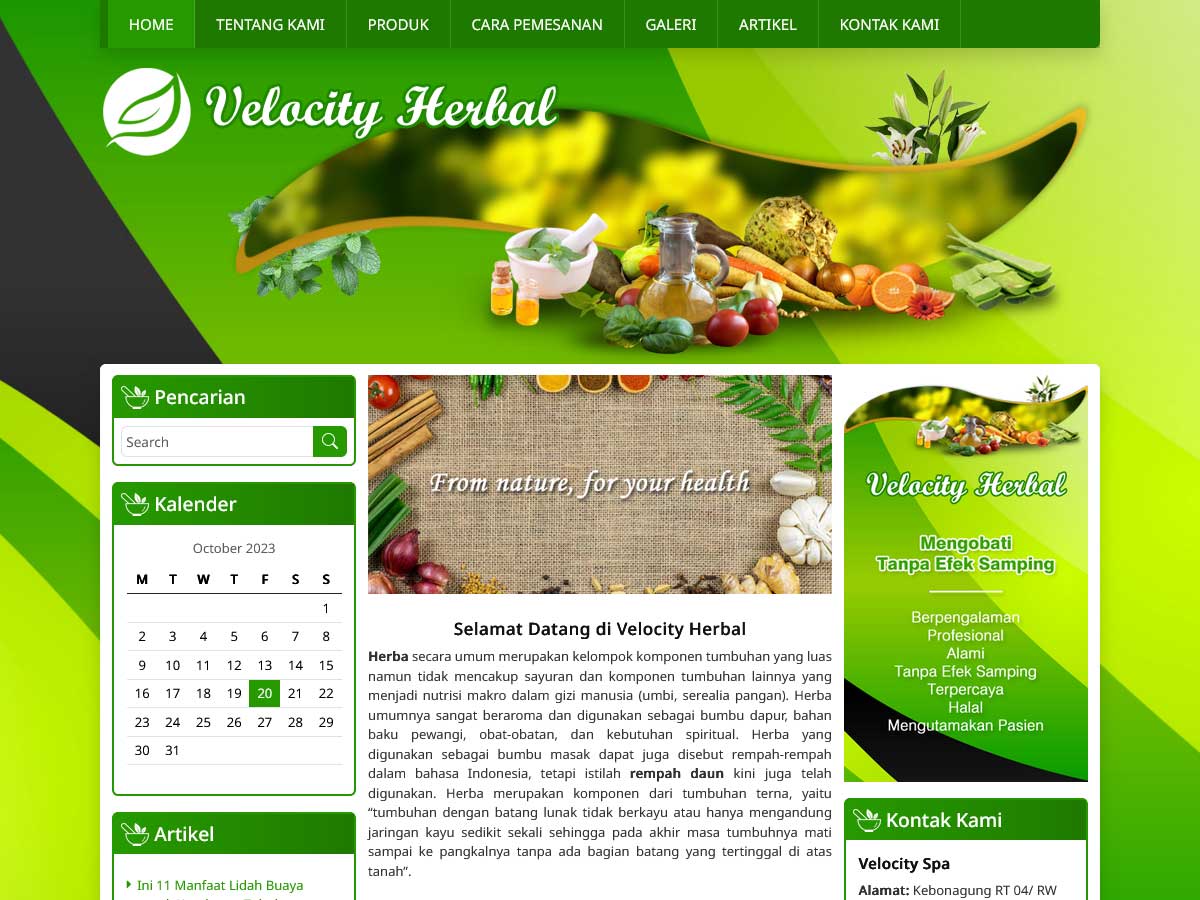 HOME TENTANG KAMI PRODUK CARA PEMESANAN GALERI ARTIKEL KONTAK KAMI
Velocity Herbal
Pencarian
Search
Kalender
October 2023
M T W T F S S
1
2 3 4 5 6 7 8
9 10 11 12 13 14 15
16 17 18 19 20 21 22
23 24 25 26 27 28 29
30 31
Artikel
Ini 11 Manfaat Lidah Buaya
From nature, for your health
Selamat Datang di Velocity Herbal
Herba secara umum merupakan kelompok komponen tumbuhan yang luas
namun tidak mencakup sayuran dan komponen tumbuhan lainnya yang
menjadi nutrisi makro dalam gizi manusia (umbi, serealia pangan). Herba
umumnya sangat beraroma dan digunakan sebagai bumbu dapur, bahan
baku pewangi, obat-obatan, dan kebutuhan spiritual. Herba yang
digunakan sebagai bumbu masak dapat juga disebut rempah-rempah
dalam bahasa Indonesia, tetapi istilah rempah daun kini juga telah
digunakan. Herba merupakan komponen dari tumbuhan terna, yaitu
“tumbuhan dengan batang lunak tidak berkayu atau hanya mengandung
jaringan kayu sedikit sekali sehingga pada akhir masa tumbuhnya mati
sampai ke pangkalnya tanpa ada bagian batang yang tertinggal di atas
tanah”.
Velocity Herbal
Mengobati
Tanpa Efek Samping
Berpengalaman
Profesional
Alami
Tanpa Efek Samping
Terpercaya
Halal
Mengutamakan Pasien
Kontak Kami
Velocity Spa
Alamat: Kebonagung RT 04/ RW